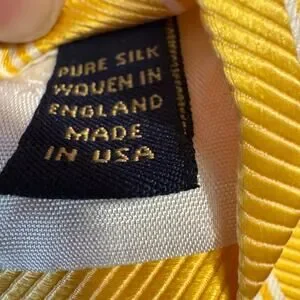 PURE SILK
WOVEN IN
ENGLAND
MADE
IN USA